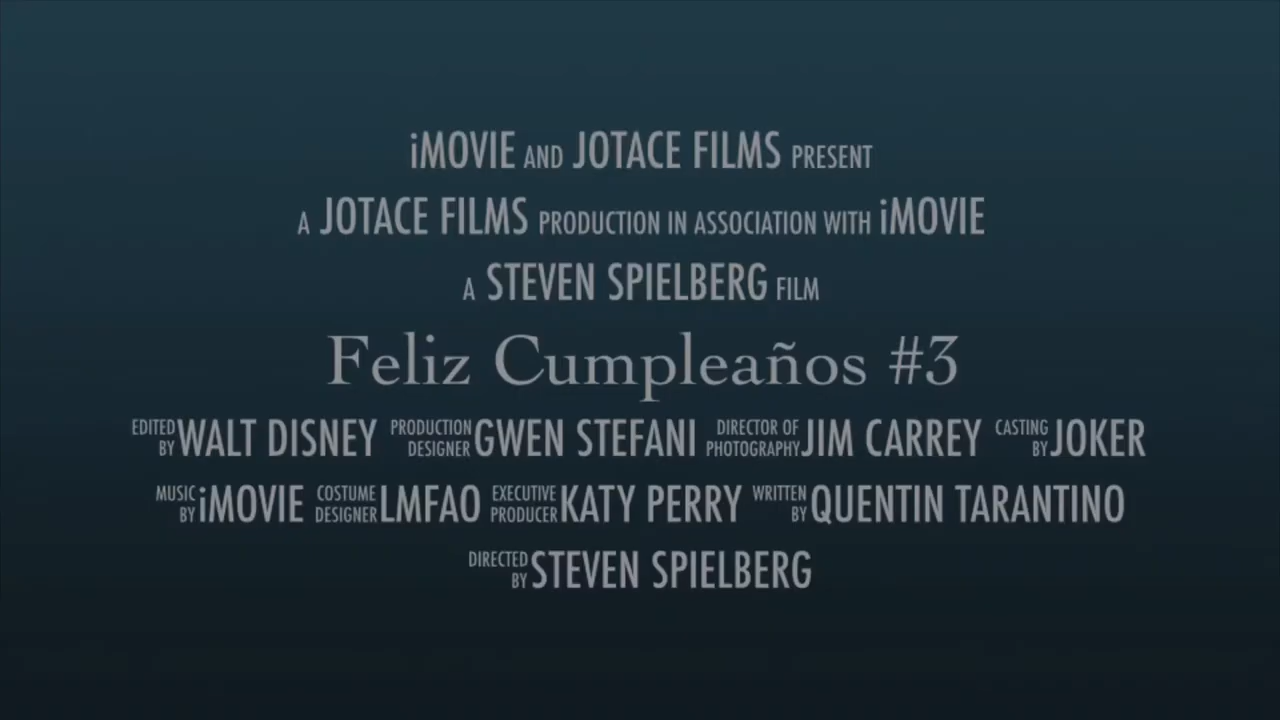 iMOVIE AND JOTACE FILMS PRESENT
A JOTACE FILMS PRODUCTION IN ASSOCIATION WITH iMOVIE
A STEVEN SPIELBERG FILM
Feliz Cumpleaños #3
EDITED BY WALT DISNEY PRODUCTION DESIGNER GWEN STEFANI DIRECTOR OF PHOTOGRAPHY JIM CARREY CASTING BY JOKER
MUSIC BY iMOVIE COSTUME DESIGNER LMFAO EXECUTIVE PRODUCER KATY PERRY WRITTEN BY QUENTIN TARANTINO
DIRECTED BY STEVEN SPIELBERG